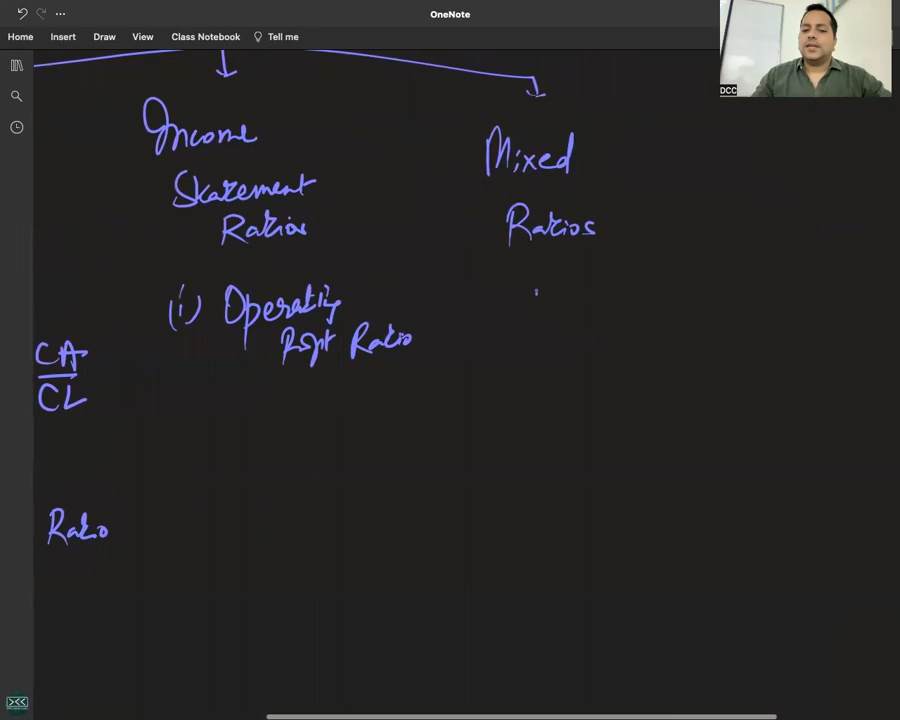 OneNote
Home Insert Draw View Class Notebook Tell me
DCC
Income
Statement
Ratios
Mixed
Ratios
(i) Operating
Profit Ratio
CA
CL
Ratio